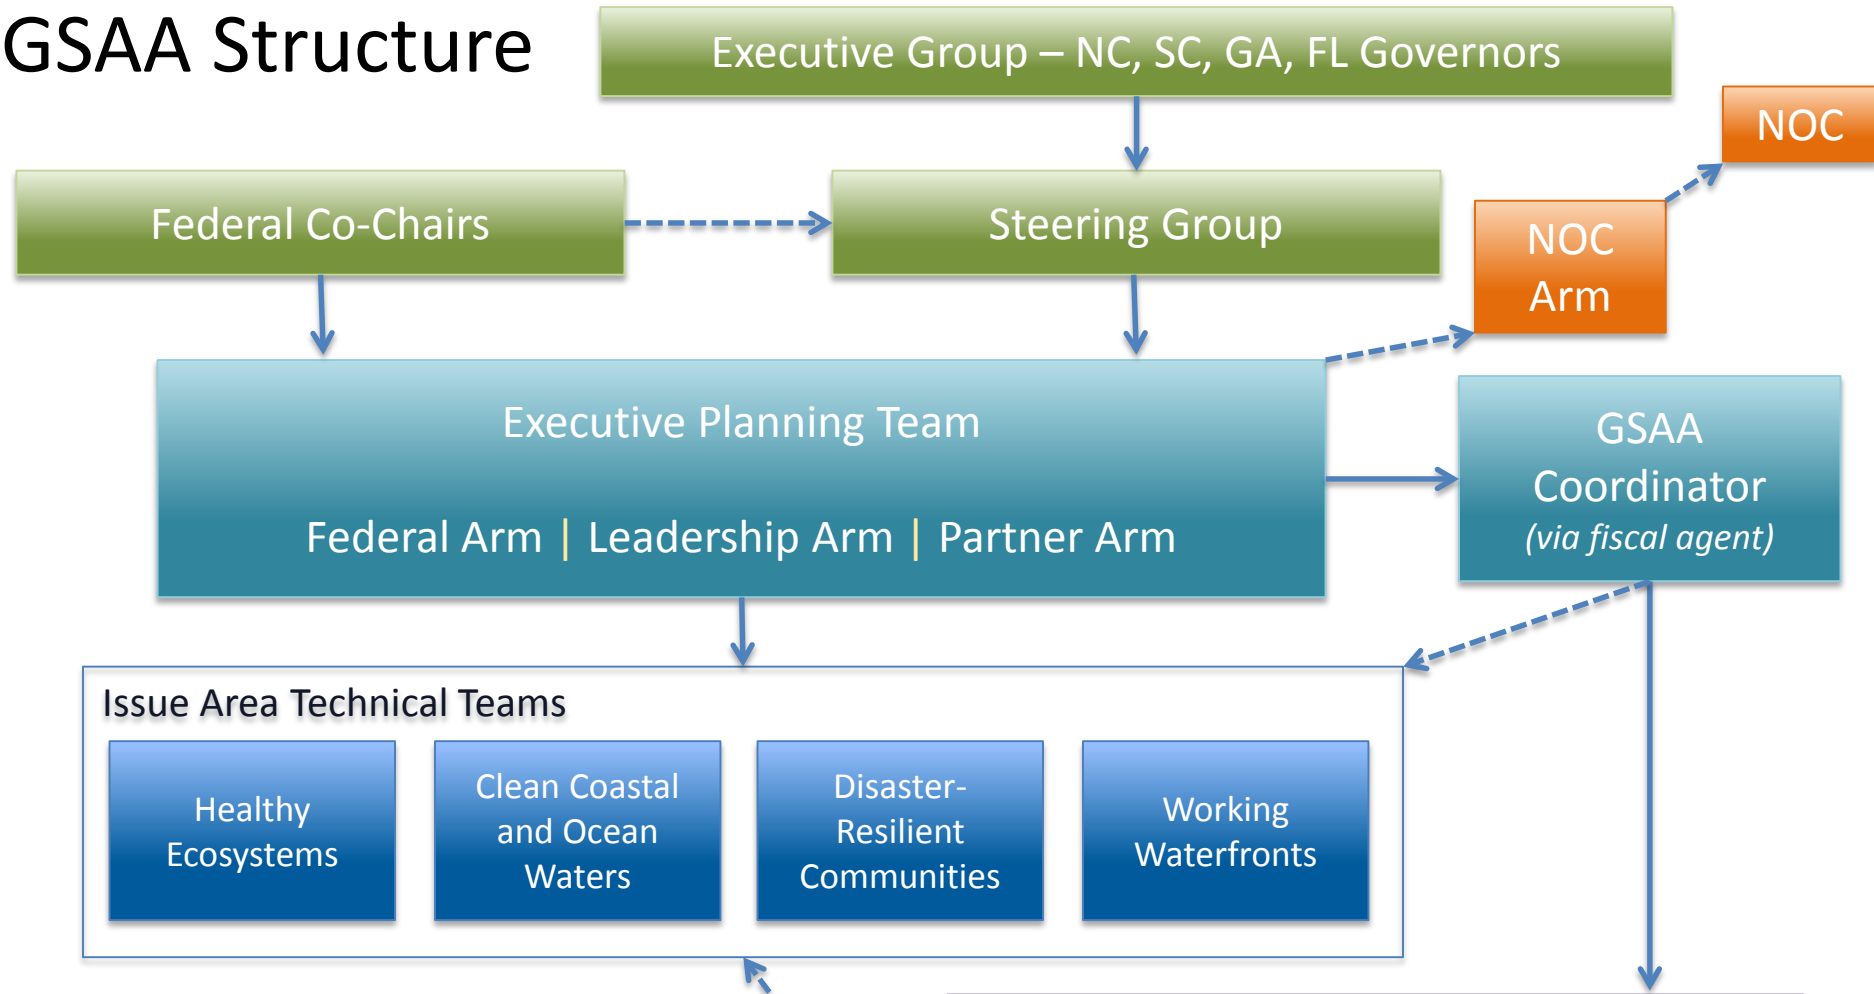 GSAA Structure
Executive Group – NC, SC, GA, FL Governors
NOC
Federal Co-Chairs
Steering Group
NOC
Arm
Executive Planning Team
Federal Arm | Leadership Arm | Partner Arm
GSAA
Coordinator
(via fiscal agent)
Issue Area Technical Teams
Healthy
Ecosystems
Clean Coastal
and Ocean
Waters
Disaster-
Resilient
Communities
Working
Waterfronts